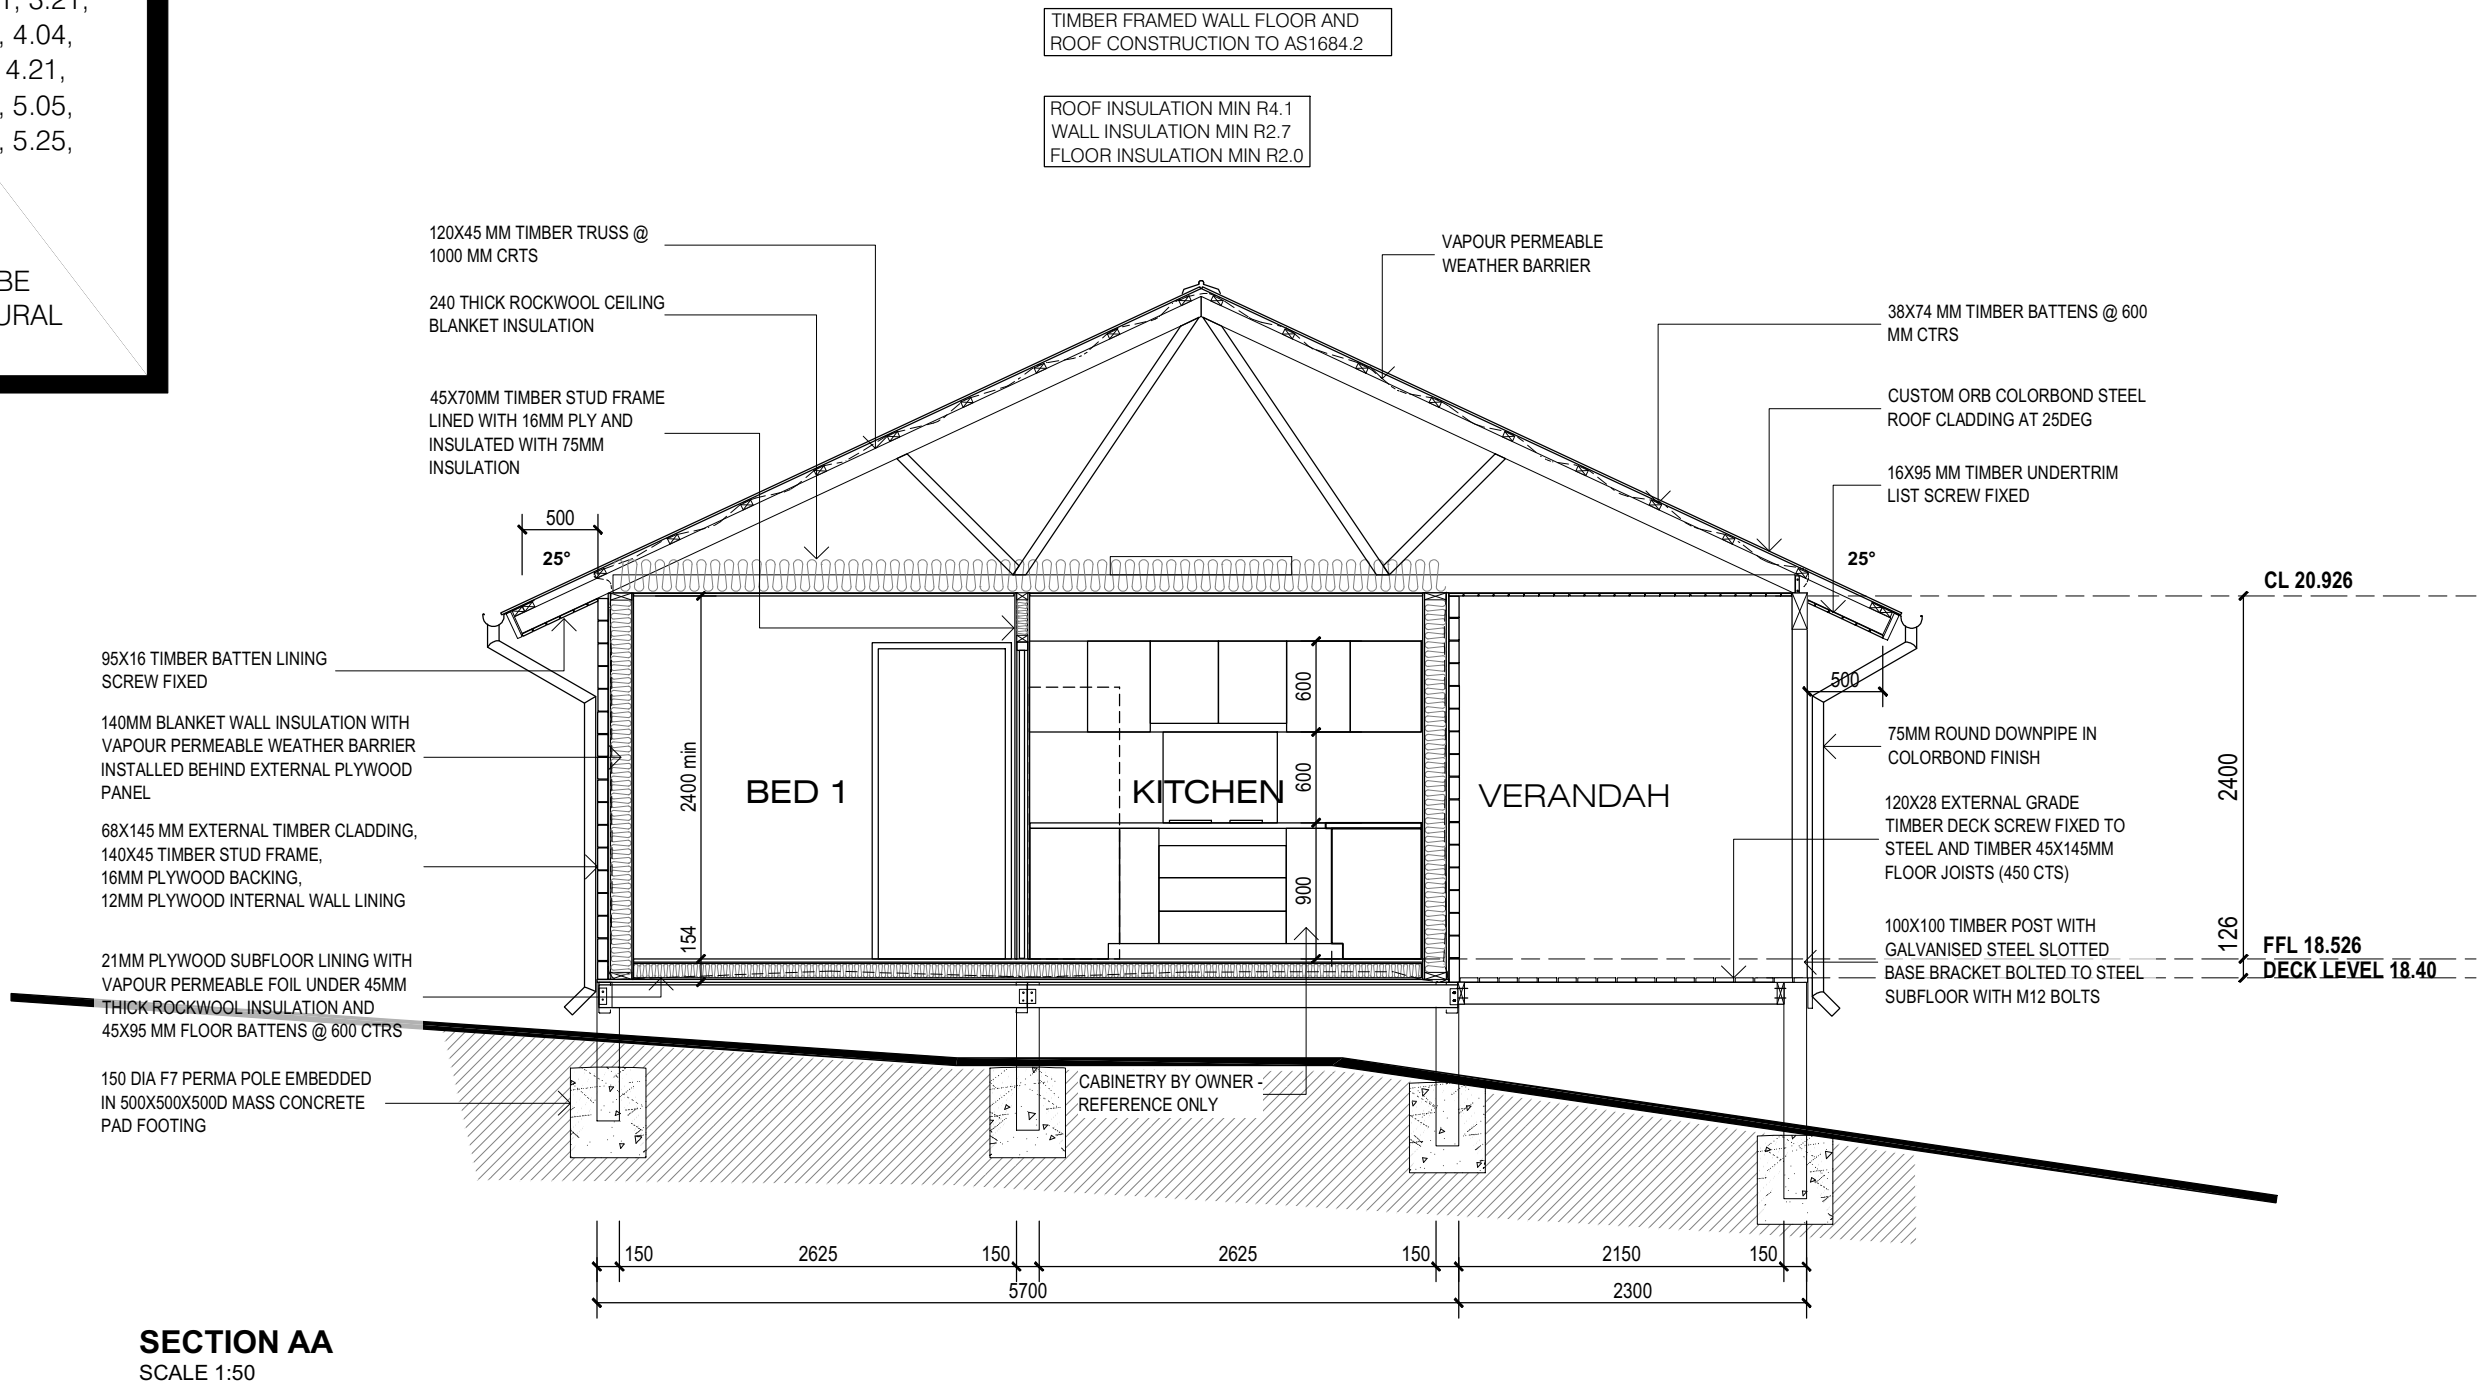 , 4.04,
4.21,
, 5.05,
, 5.25,
BE
URAL
TIMBER FRAMED WALL FLOOR AND
ROOF CONSTRUCTION TO AS1684.2
ROOF INSULATION MIN R4.1
WALL INSULATION MIN R2.7
FLOOR INSULATION MIN R2.0
120X45 MM TIMBER TRUSS @
1000 MM CRTS
240 THICK ROCKWOOL CEILING
BLANKET INSULATION
45X70MM TIMBER STUD FRAME
LINED WITH 16MM PLY AND
INSULATED WITH 75MM
INSULATION
VAPOUR PERMEABLE
WEATHER BARRIER
38X74 MM TIMBER BATTENS @ 600
MM CTRS
CUSTOM ORB COLORBOND STEEL
ROOF CLADDING AT 25DEG
16X95 MM TIMBER UNDERTRIM
LIST SCREW FIXED
500
25°
25°
CL 20.926
95X16 TIMBER BATTEN LINING
SCREW FIXED
140MM BLANKET WALL INSULATION WITH
VAPOUR PERMEABLE WEATHER BARRIER
INSTALLED BEHIND EXTERNAL PLYWOOD
PANEL
68X145 MM EXTERNAL TIMBER CLADDING,
140X45 TIMBER STUD FRAME,
16MM PLYWOOD BACKING,
12MM PLYWOOD INTERNAL WALL LINING
21MM PLYWOOD SUBFLOOR LINING WITH
VAPOUR PERMEABLE FOIL UNDER 45MM
THICK ROCKWOOL INSULATION AND
45X95 MM FLOOR BATTENS @ 600 CTRS
150 DIA F7 PERMA POLE EMBEDDED
IN 500X500X500D MASS CONCRETE
PAD FOOTING
2400 min
154
BED 1
KITCHEN
600
600
900
VERANDAH
500
75MM ROUND DOWNPIPE IN
COLORBOND FINISH
120X28 EXTERNAL GRADE
TIMBER DECK SCREW FIXED TO
STEEL AND TIMBER 45X145MM
FLOOR JOISTS (450 CTS)
100X100 TIMBER POST WITH
GALVANISED STEEL SLOTTED
BASE BRACKET BOLTED TO STEEL
SUBFLOOR WITH M12 BOLTS
2400
126
FFL 18.526
DECK LEVEL 18.40
CABINETRY BY OWNER -
REFERENCE ONLY
150 2625 150 2625 150 2150 150
5700 2300
SECTION AA
SCALE 1:50